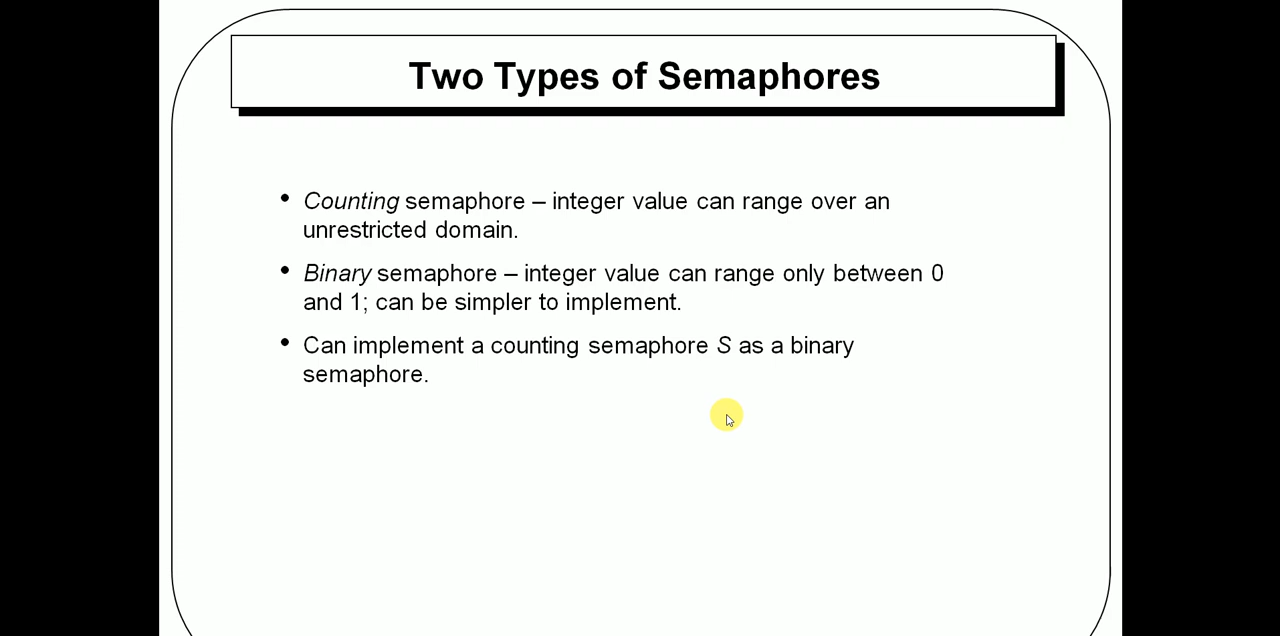 Two Types of Semaphores
• Counting semaphore – integer value can range over an
unrestricted domain.
• Binary semaphore – integer value can range only between 0
and 1; can be simpler to implement.
• Can implement a counting semaphore S as a binary
semaphore.